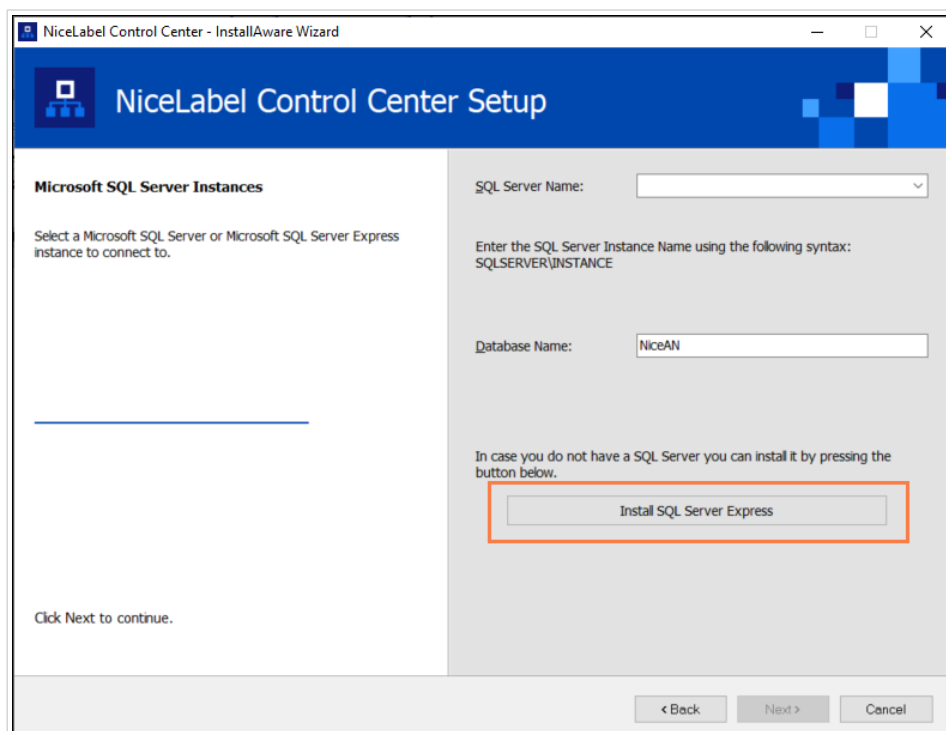 NiceLabel Control Center - InstallAware Wizard
NiceLabel Control Center Setup
Microsoft SQL Server Instances
Select a Microsoft SQL Server or Microsoft SQL Server Express
instance to connect to.
Click Next to continue.
SQL Server Name:
Enter the SQL Server Instance Name using the following syntax:
SQLSERVER\INSTANCE
Database Name:
NiceAN
In case you do not have a SQL Server you can install it by pressing the
button below.
Install SQL Server Express
< Back
Next >
Cancel